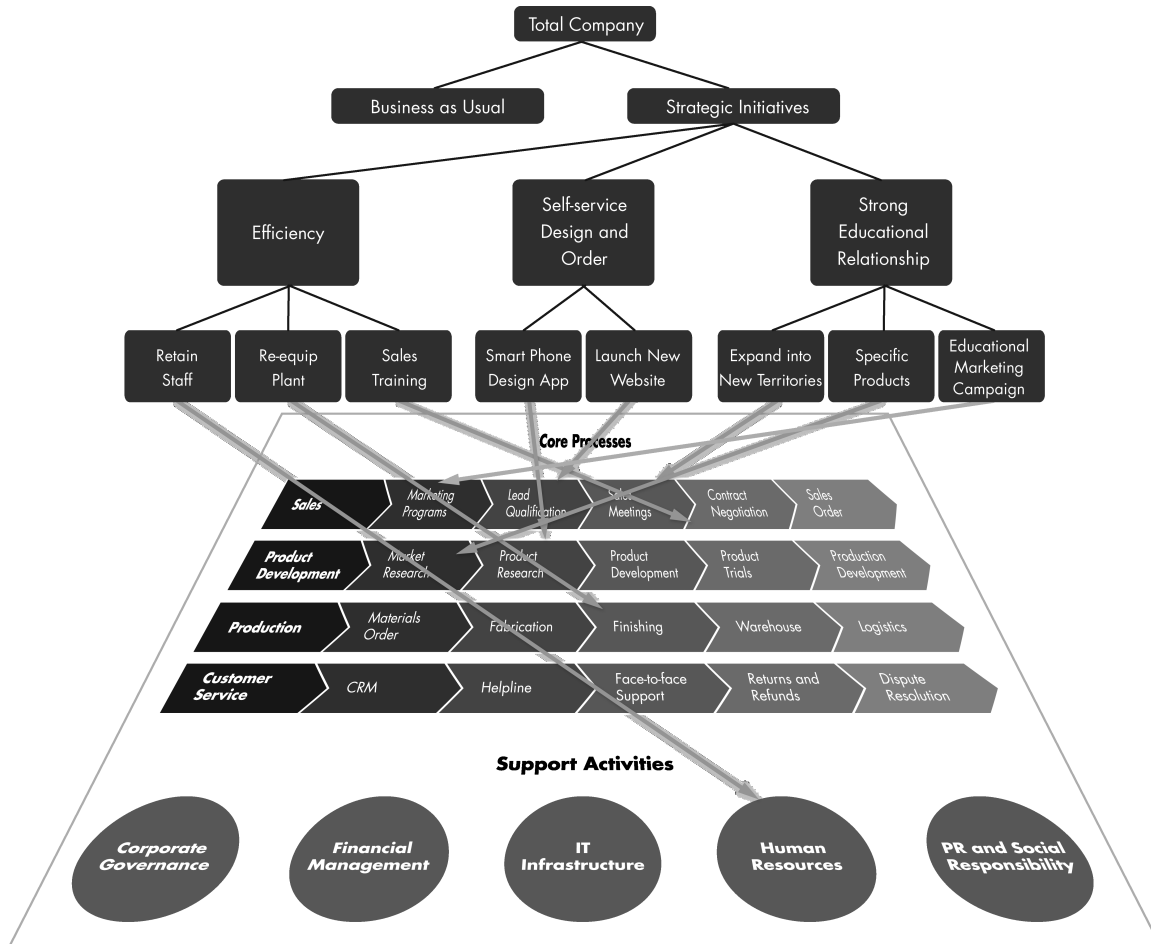 Total Company
Business as Usual
Strategic Initiatives
Efficiency
Self-service
Design and
Order
Strong
Educational
Relationship
Retain
Staff
Re-equip
Plant
Sales
Training
Smart Phone
Design App
Launch New
Website
Expand into
New Territories
Specific
Products
Educational
Marketing
Campaign
Core Processes
Sales
Marketing
Programs
Lead
Qualification
Sales
Meetings
Contract
Negotiation
Sales
Order
Product
Development
Market
Research
Product
Research
Product
Development
Product
Trials
Production
Development
Production
Materials
Order
Fabrication
Finishing
Warehouse
Logistics
Customer
Service
CRM
Helpline
Face-to-face
Support
Returns and
Refunds
Dispute
Resolution
Support Activities
Corporate
Governance
Financial
Management
IT
Infrastructure
Human
Resources
PR and Social
Responsibility